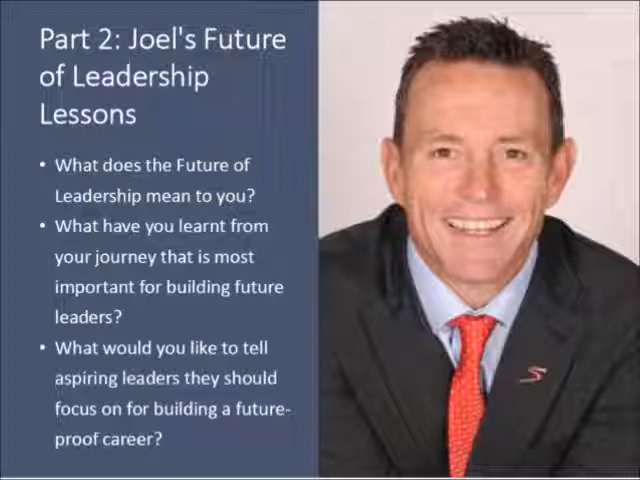 Part 2: Joel's Future
of Leadership
Lessons
• What does the Future of
Leadership mean to you?
• What have you learnt from
your journey that is most
important for building future
leaders?
• What would you like to tell
aspiring leaders they should
focus on for building a future-
proof career?